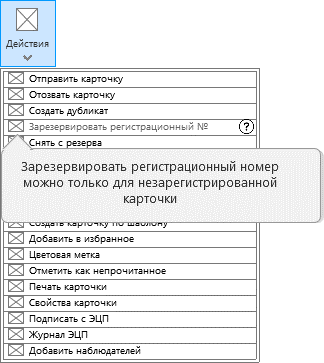 Действия
Отправить карточку
Отозвать карточку
Создать дубликат
Зарезервировать регистрационный № ?
Снять с резерва
Зарезервировать регистрационный номер
можно только для незарегистрированной
карточки
Создать карточку по шаблону
Добавить в избранное
Цветовая метка
Отметить как непрочитанное
Печать карточки
Свойства карточки
Подписать с ЭЦП
Журнал ЭЦП
Добавить наблюдателей